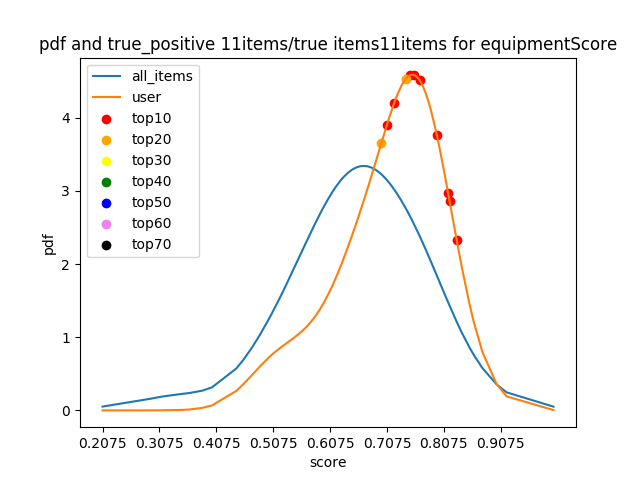 pdf and true_positive 11items/true items11items for equipmentScore
all_items
user
top10
top20
top30
top40
top50
top60
top70
pdf
4
3
2
1
0
0.2075 0.3075 0.4075 0.5075 0.6075 0.7075 0.8075 0.9075
score